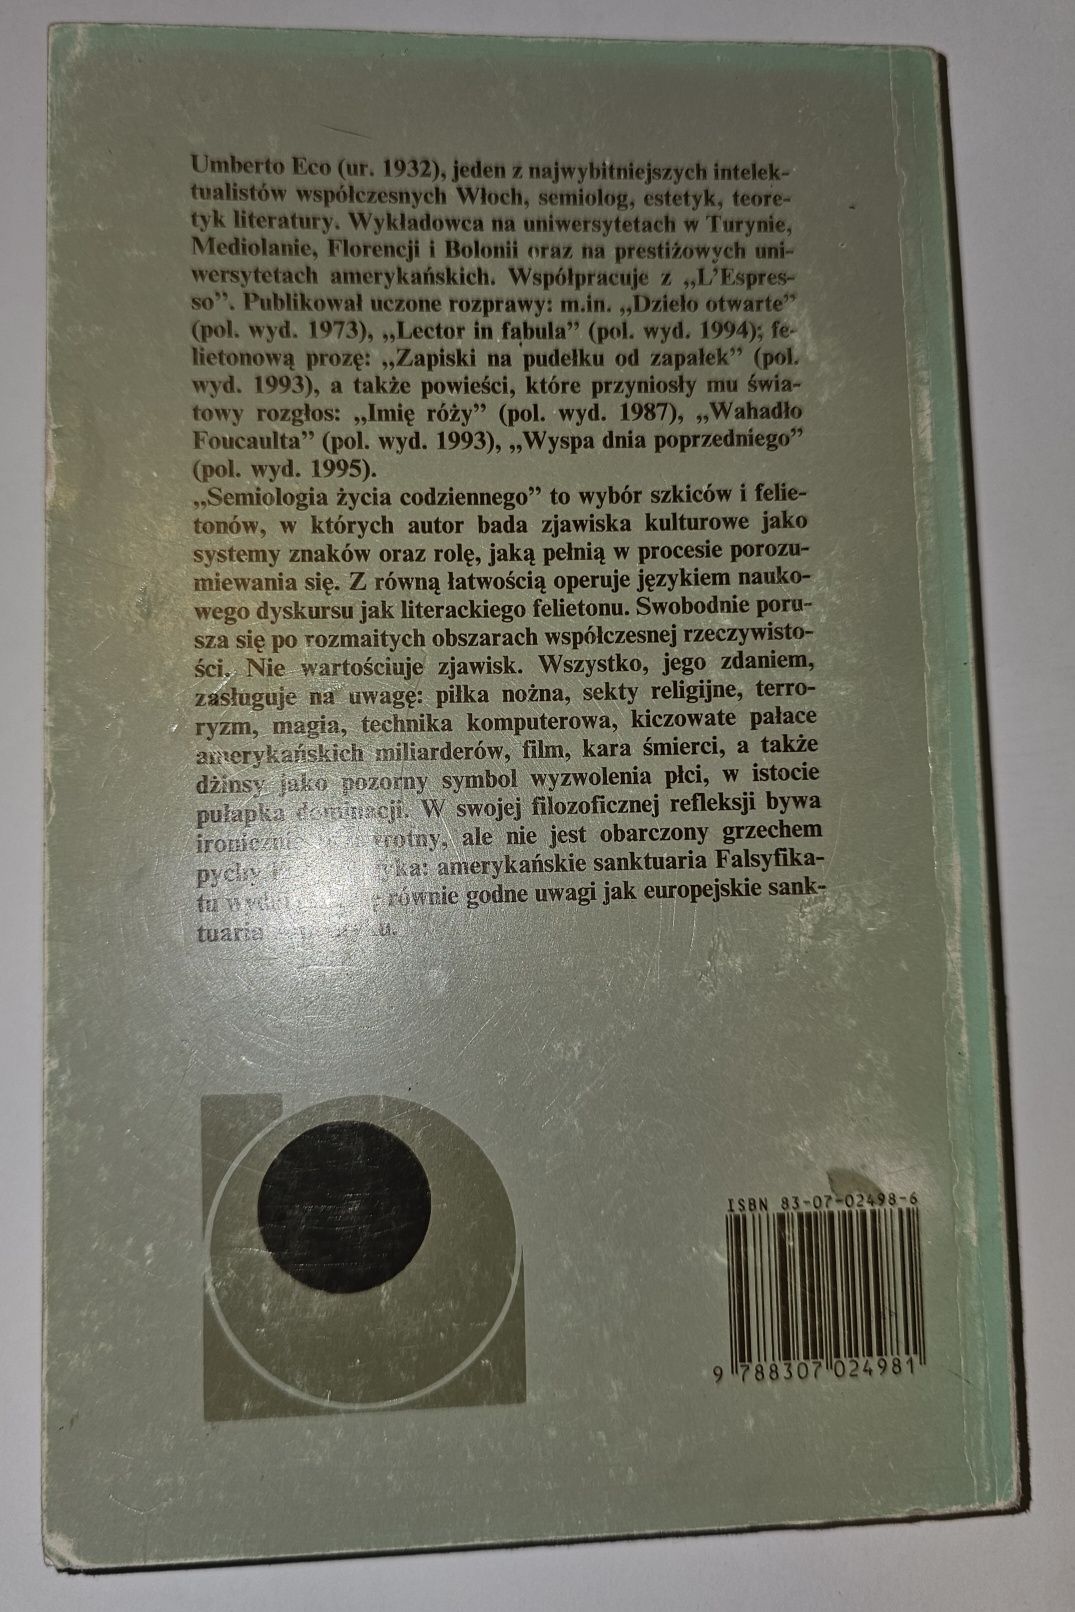 Umberto Eco (ur. 1932), jeden z najwybitniejszych intelek-
tualistów współczesnych Włoch, semiolog, estetyk, teore-
tyk literatury. Wykładowca na uniwersytetach w Turynie,
Mediolanie, Florencji i Bolonii oraz na prestiżowych uni-
wersytetach amerykańskich. Współpracuje z „L’Espres-
so”. Publikował uczone rozprawy: m.in. „Dzieło otwarte”
(pol. wyd. 1973), „Lector in fabula” (pol. wyd. 1994); fe-
lietonową prozę: „Zapiski na pudełku od zapałek” (pol.
wyd. 1993), a także powieści, które przyniosły mu świa-
towy rozgłos: „Imię róży” (pol. wyd. 1987), „Wahadło
Foucaulta” (pol. wyd. 1993), „Wyspa dnia poprzedniego”
(pol. wyd. 1995).
„Semiologia życia codziennego” to wybór szkiców i felie-
tonów, w których autor bada zjawiska kulturowe jako
systemy znaków oraz rolę, jaką pełnią w procesie porozu-
miewania się. Z równą łatwością operuje językiem nauko-
wego dyskursu jak literackiego felietonu. Swobodnie poru-
sza się po rozmaitych obszarach współczesnej rzeczywisto-
ści. Nie wartościuje zjawisk. Wszystko, jego zdaniem,
zasługuje na uwagę: piłka nożna, sekty religijne, terro-
ryzm, magia, technika komputerowa, kiczowate pałace
amerykańskich miliarderów, film, kara śmierci, a także
dżinsy jako pozorny symbol wyzwolenia płci, w istocie
pułapka dominacji. W swojej filozoficznej refleksji bywa
ale nie jest obarczony grzechem
pychy amerykańskie sanktuaria Falsyfika-
tu równie godne uwagi jak europejskie sank-
tuaria
ISBN 83-07-02498-6
9 788307 024981